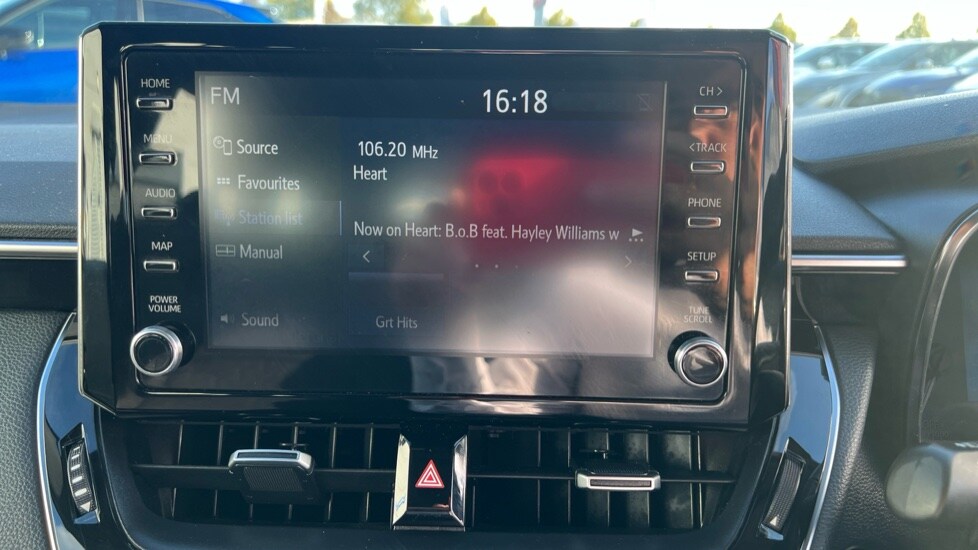 HOME
MENU
AUDIO
MAP
POWER
VOLUME
FM
16:18
Source
Favourites
Station list
Manual
Sound
106.20 MHz
Heart
Now on Heart: B.o.B feat. Hayley Williams w
Grt Hits
CH >
< TRACK
PHONE
SETUP
TUNE
SCROLL